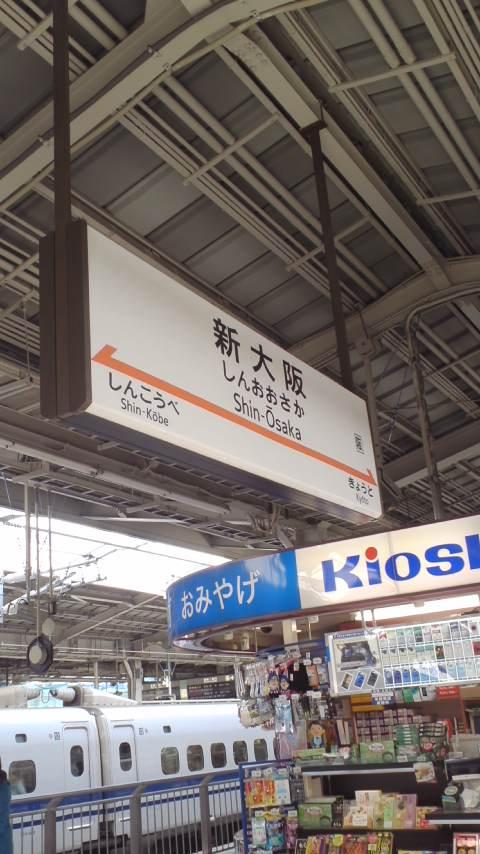 新大阪
しんおおさか
Shin-Ōsaka
しんこうべ
Shin-Kōbe
きょうと
Kyōto
おみやげ
Kiosk